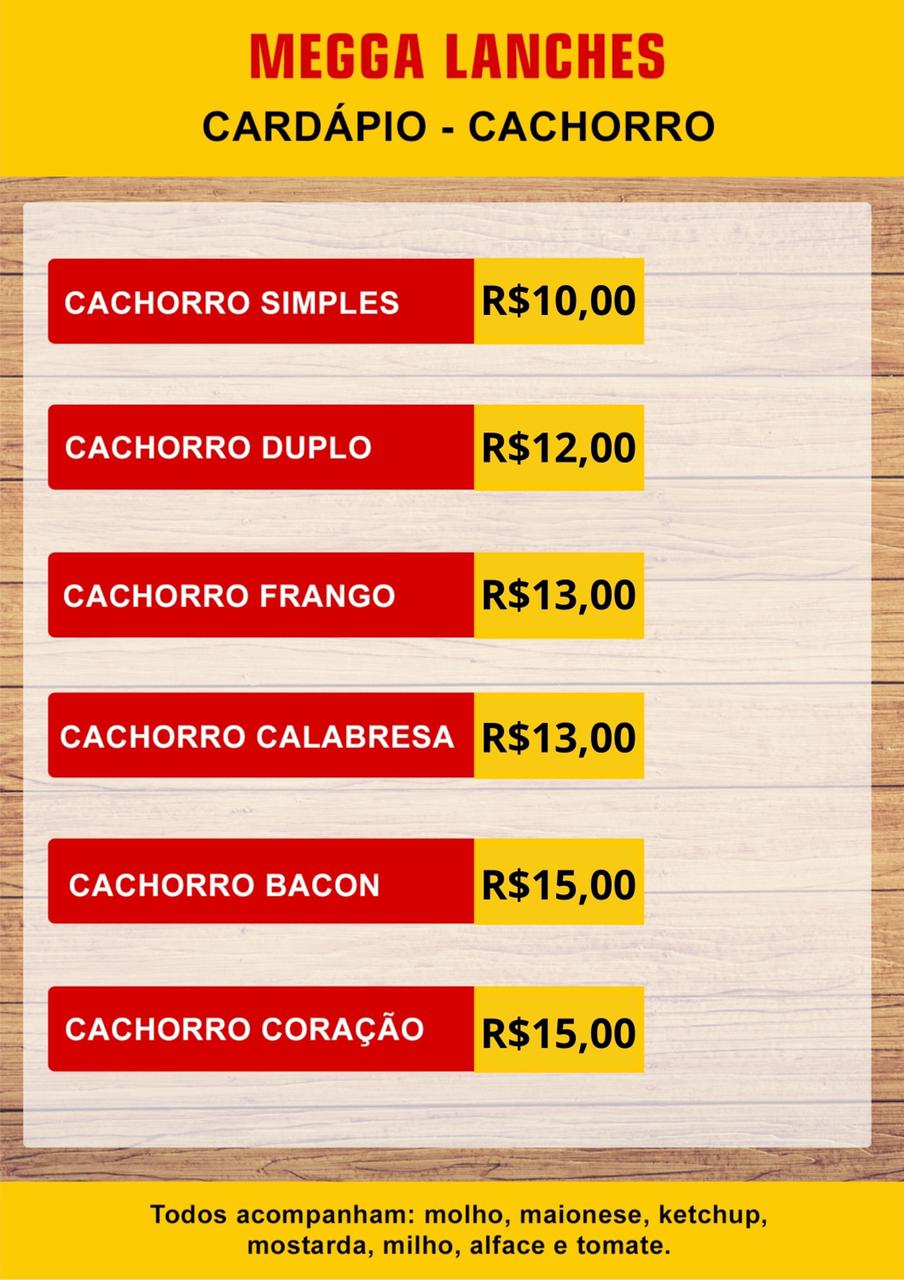 MEGGA LANCHES
CARDÁPIO - CACHORRO
CACHORRO SIMPLES R$10,00
CACHORRO DUPLO R$12,00
CACHORRO FRANGO R$13,00
CACHORRO CALABRESA R$13,00
CACHORRO BACON R$15,00
CACHORRO CORAÇÃO R$15,00
Todos acompanham: molho, maionese, ketchup,
mostarda, milho, alface e tomate.